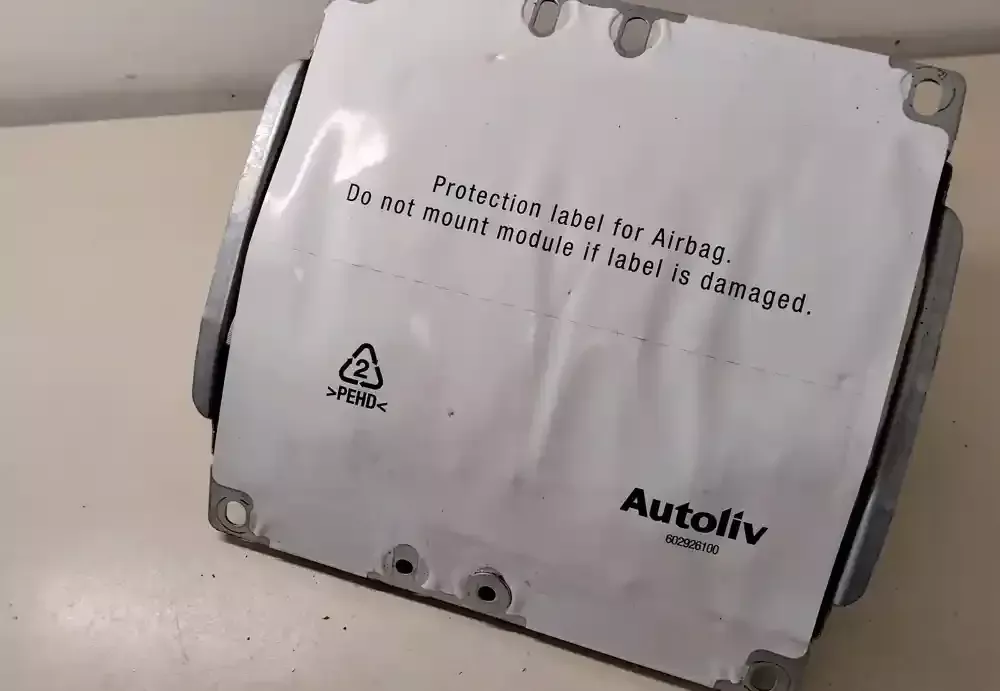 Protection label for Airbag.
Do not mount module if label is damaged.
2
>PEHD<
Autoliv
602926100